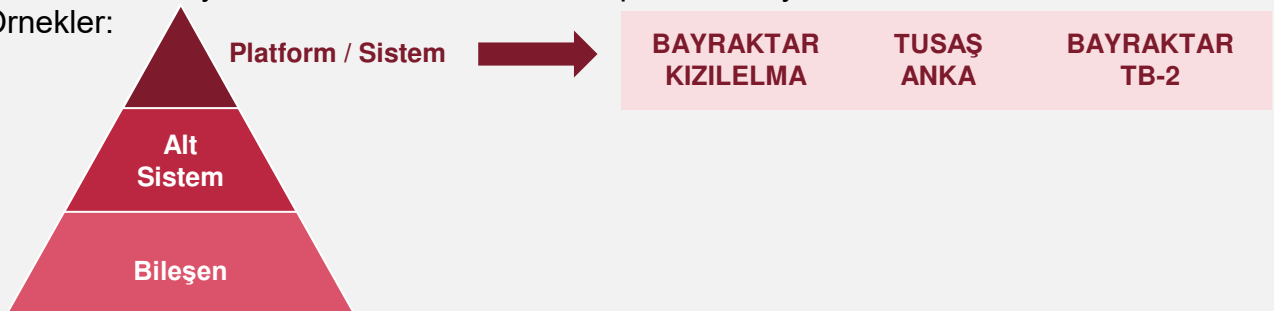 Örnekler:
Platform / Sistem
BAYRAKTAR KIZILELMA
TUSAŞ ANKA
BAYRAKTAR TB-2
Alt
Sistem
Bileşen